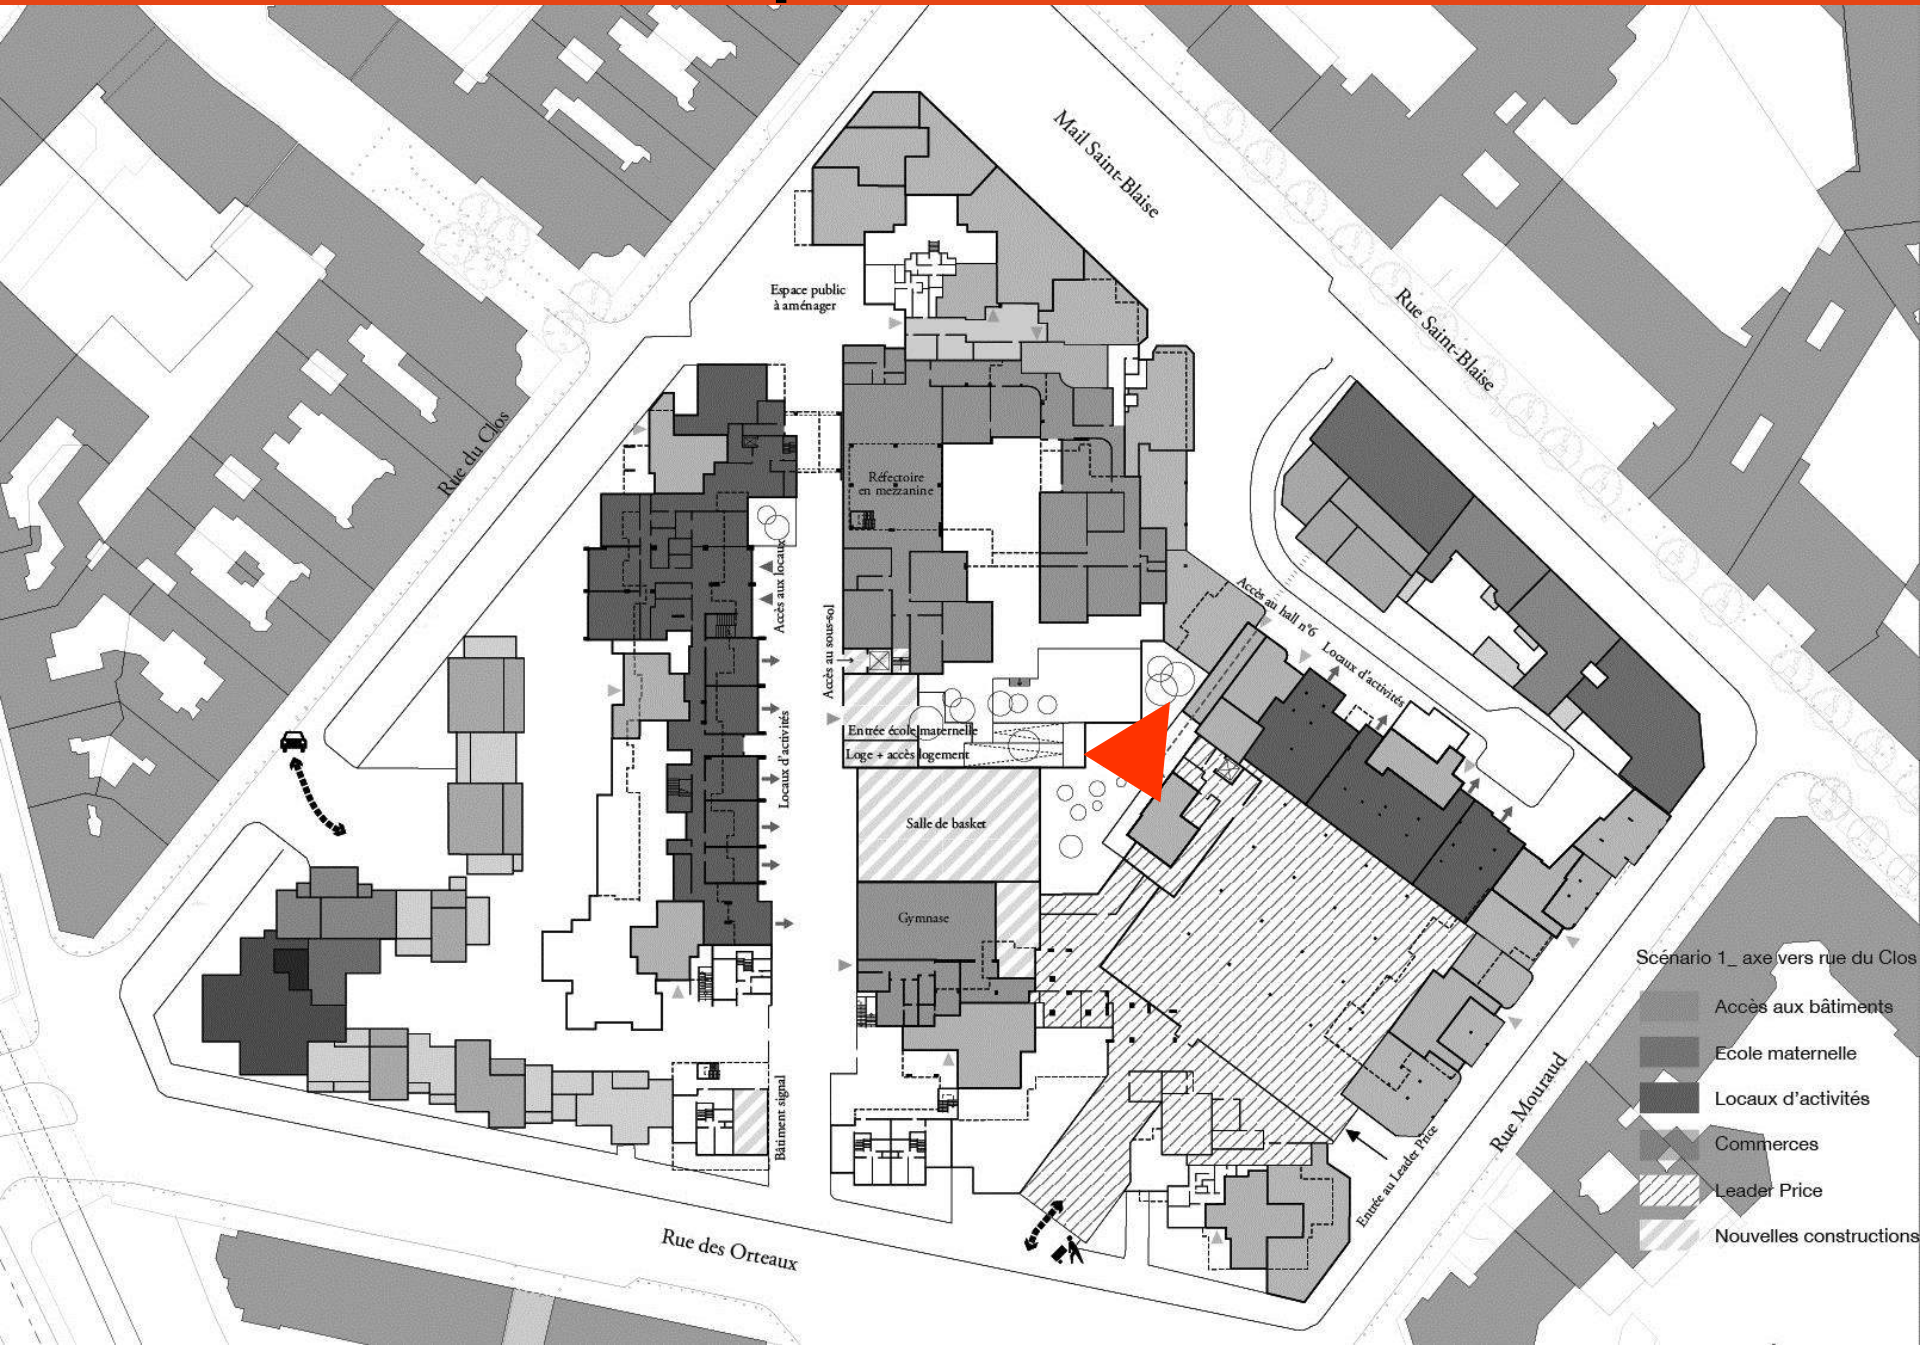 Mail Saint-Blaise
Espace public
à aménager
Rue Saint-Blaise
Rue du Clos
Réfectoire
en mezzanine
Accès aux locaux
Accès au sous-sol
Accès au hall n°6
Locaux d'activités
Locaux d'activités
Entrée école maternelle
Loge + accès logement
Salle de basket
Gymnase
Bâtiment signal
Entrée au Leader Price
Rue Mouraud
Rue des Orteaux
Scénario 1_ axe vers rue du Clos
Accès aux bâtiments
Ecole maternelle
Locaux d'activités
Commerces
Leader Price
Nouvelles constructions